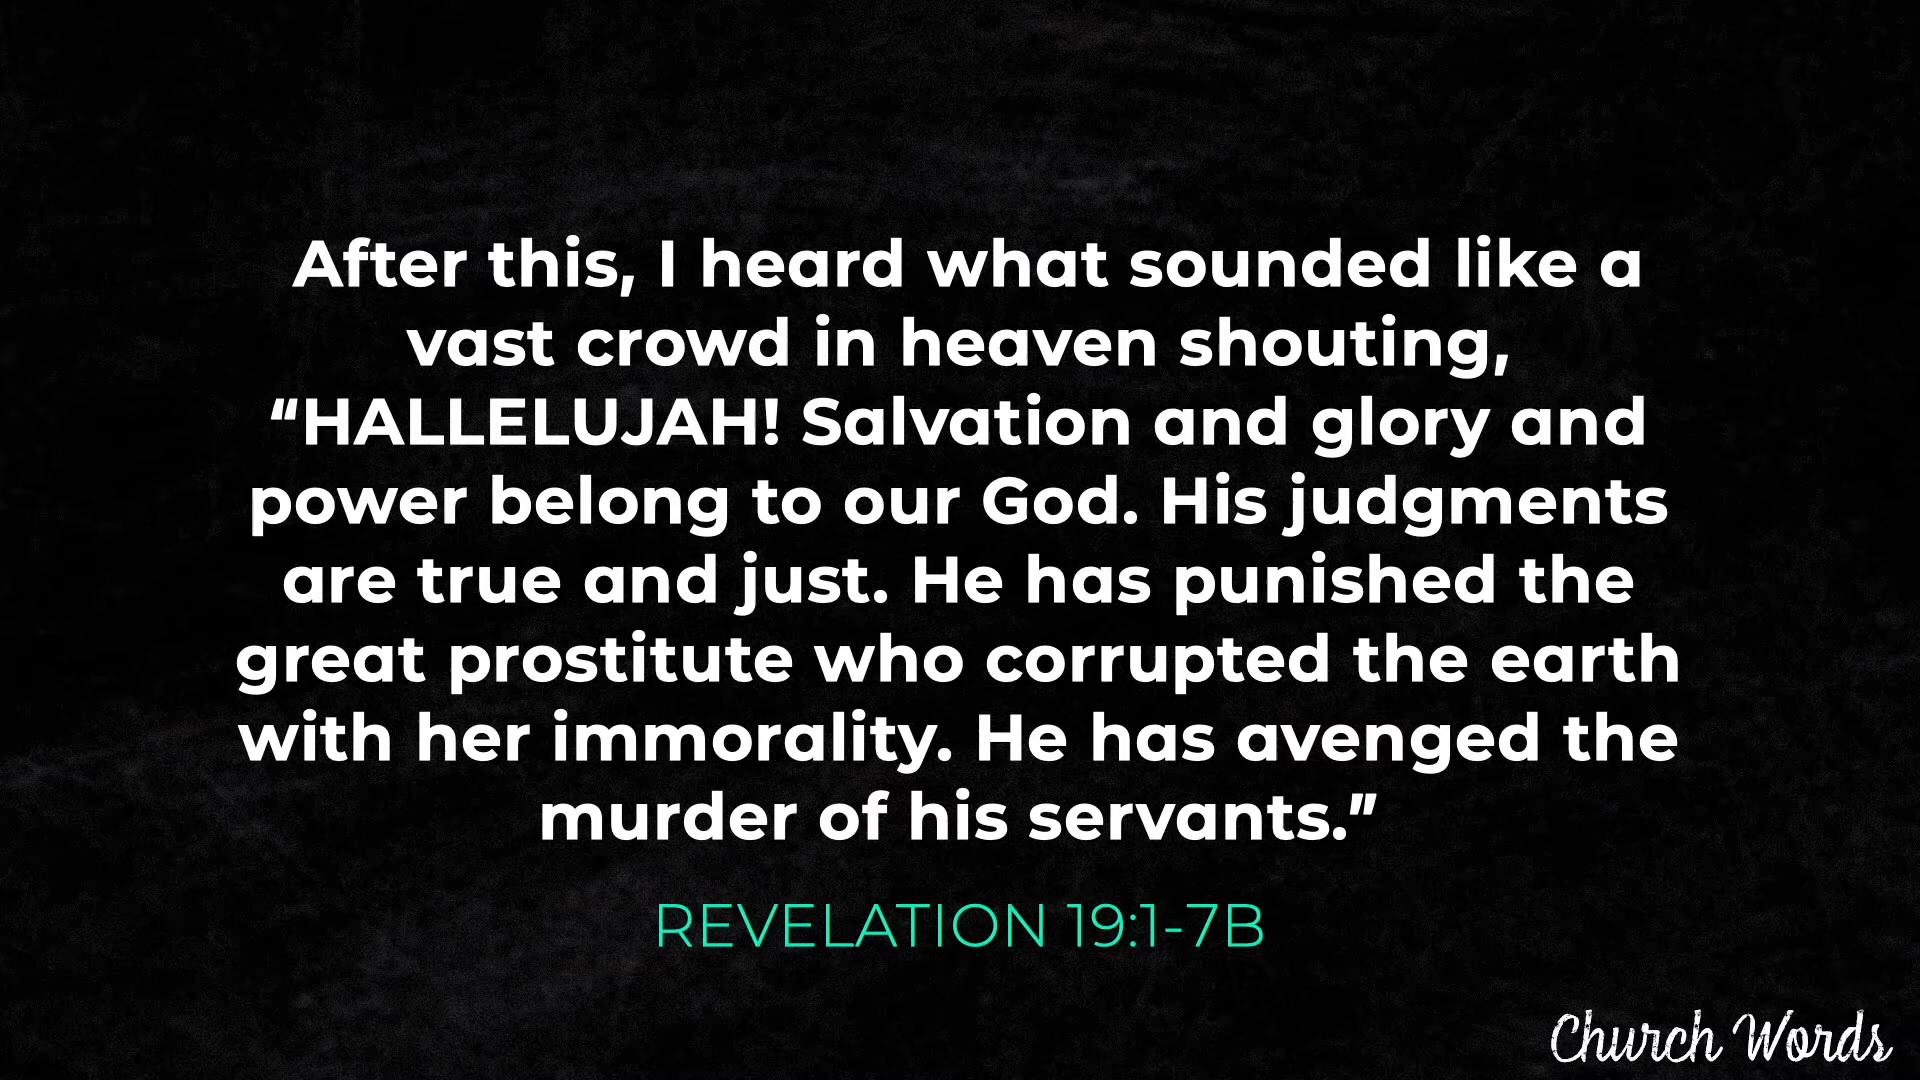 After this, I heard what sounded like a
vast crowd in heaven shouting,
“HALLELUJAH! Salvation and glory and
power belong to our God. His judgments
are true and just. He has punished the
great prostitute who corrupted the earth
with her immorality. He has avenged the
murder of his servants.”
REVELATION 19:1-7B
Church Words